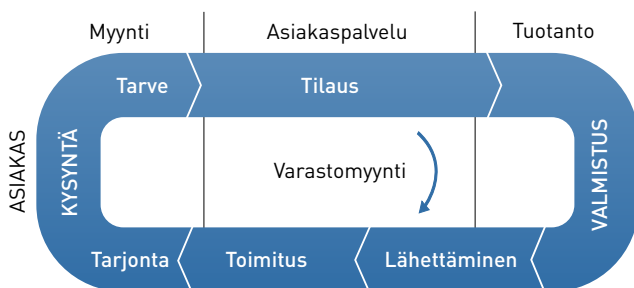 Myynti
Asiakaspalvelu
Tuotanto
Tarve
Tilaus
ASIAKAS
KYSYNTÄ
Varastomyynti
VALMISTUS
Tarjonta
Toimitus
Lähettäminen